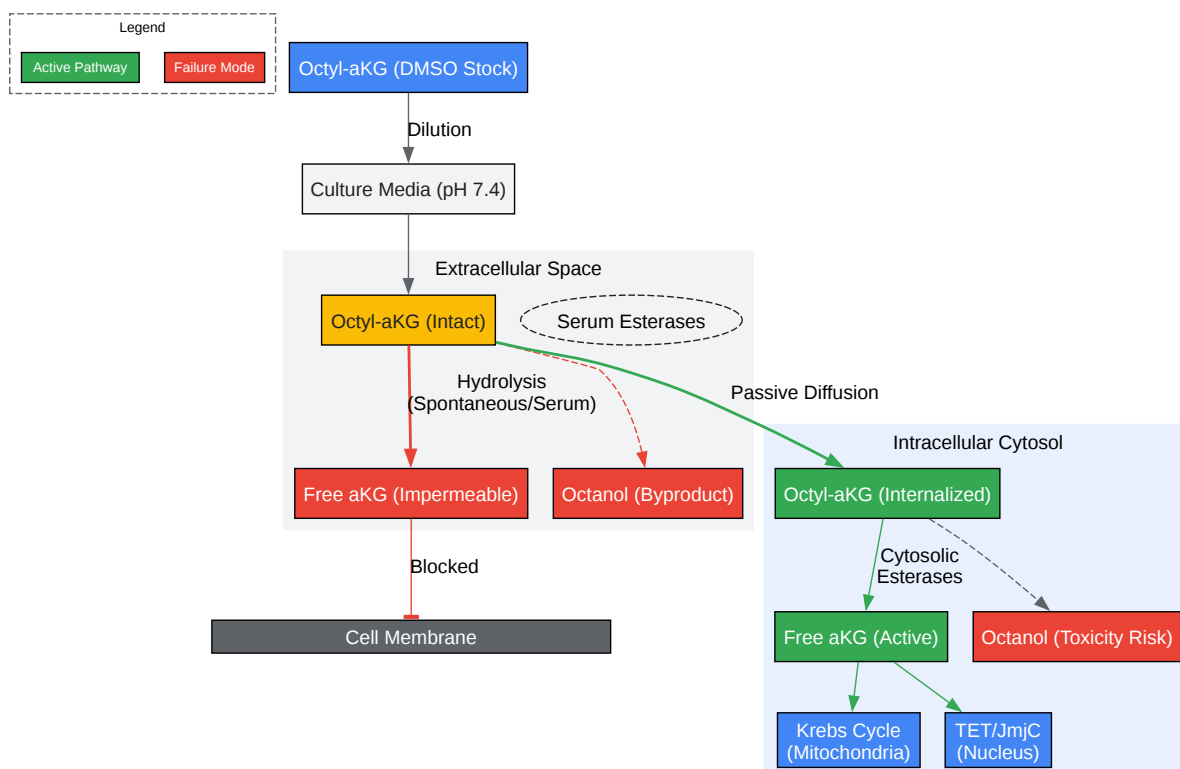 Legend
Active Pathway
Failure Mode
Octyl-aKG (DMSO Stock)
Dilution
Culture Media (pH 7.4)
Extracellular Space
Octyl-aKG (Intact)
Serum Esterases
Hydrolysis
(Spontaneous/Serum)
Passive Diffusion
Intracellular Cytosol
Free aKG (Impermeable)
Octanol (Byproduct)
Octyl-aKG (Internalized)
Blocked
Cytosolic
Esterases
Cell Membrane
Free aKG (Active)
Octanol (Toxicity Risk)
Krebs Cycle
(Mitochondria)
TET/JmjC
(Nucleus)